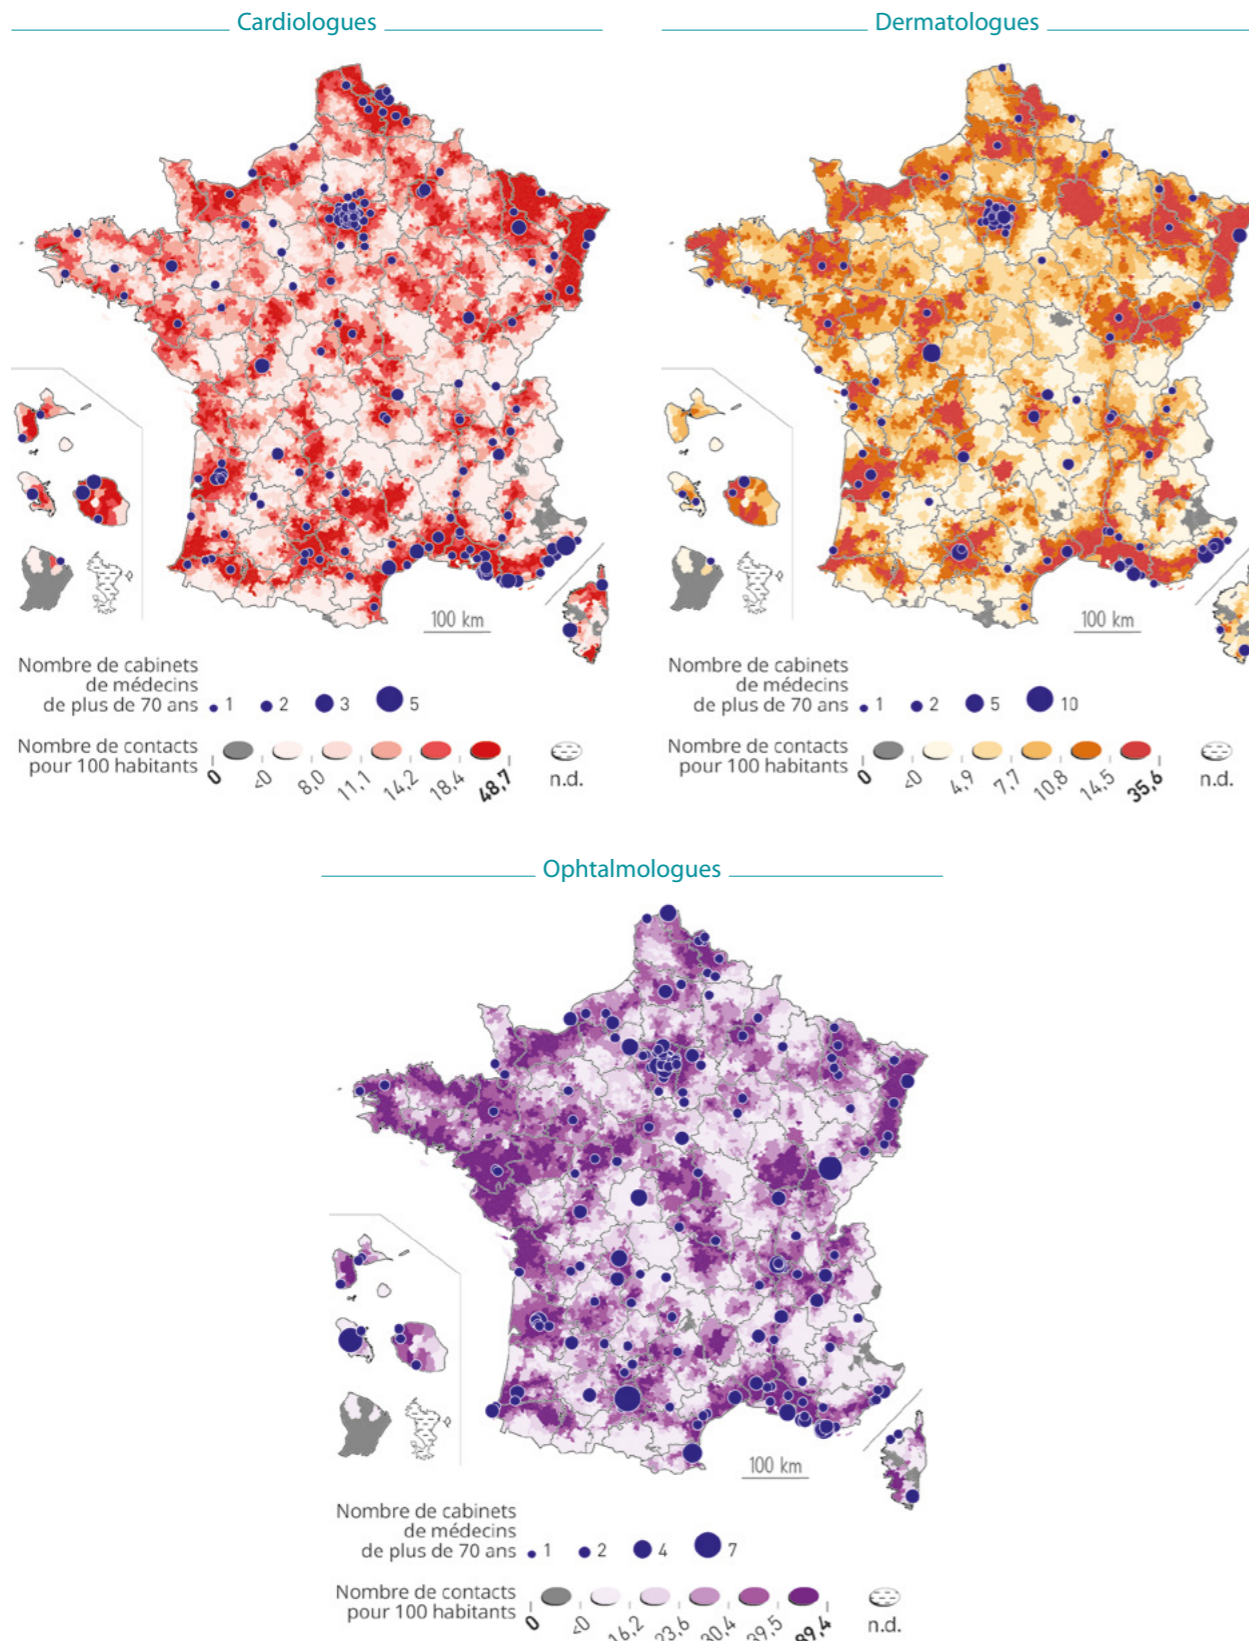 Cardiologues
100 km
Nombre de cabinets
de médecins
de plus de 70 ans 1 2 3 5
Nombre de contacts
pour 100 habitants
0 <0 8,0 11,1 14,2 18,4 48,7 n.d.
Dermatologues
100 km
Nombre de cabinets
de médecins
de plus de 70 ans 1 2 5 10
Nombre de contacts
pour 100 habitants
0 <0 4,9 7,7 10,8 14,5 35,6 n.d.
Ophtalmologues
100 km
Nombre de cabinets
de médecins
de plus de 70 ans 1 2 4 7
Nombre de contacts
pour 100 habitants
0 <0 16,2 23,6 30,4 39,5 89,4 n.d.